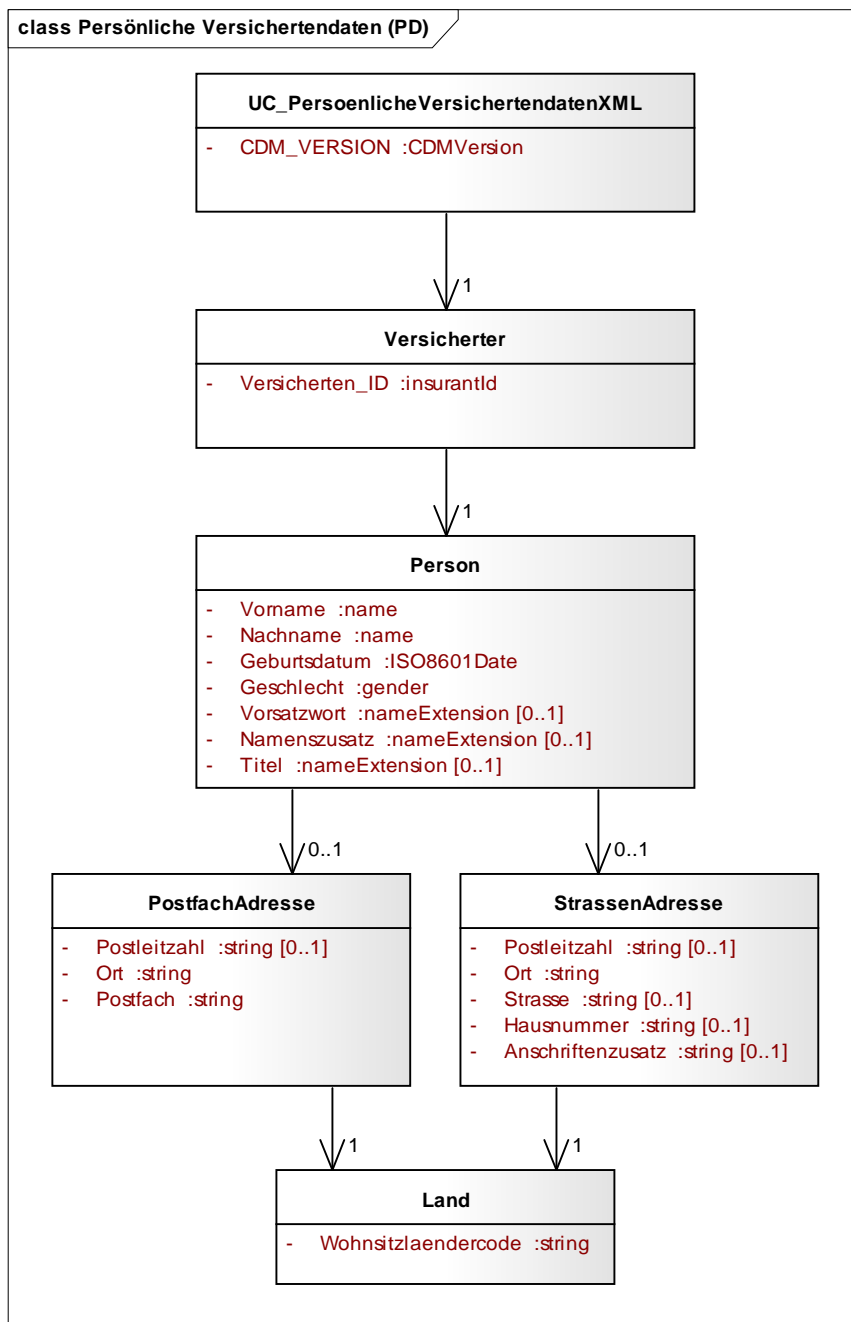 class Persönliche Versichertendaten (PD)
UC_PersoenlicheVersichertendatenXML
- CDM_VERSION :CDMVersion
1
Versicherter
- Versicherten_ID :insurantId
1
Person
- Vorname :name
- Nachname :name
- Geburtsdatum :ISO8601Date
- Geschlecht :gender
- Vorsatzwort :nameExtension [0..1]
- Namenszusatz :nameExtension [0..1]
- Titel :nameExtension [0..1]
0..1
0..1
PostfachAdresse
- Postleitzahl :string [0..1]
- Ort :string
- Postfach :string
StrassenAdresse
- Postleitzahl :string [0..1]
- Ort :string
- Strasse :string [0..1]
- Hausnummer :string [0..1]
- Anschriftenzusatz :string [0..1]
1
1
Land
- Wohnsitzlaendercode :string